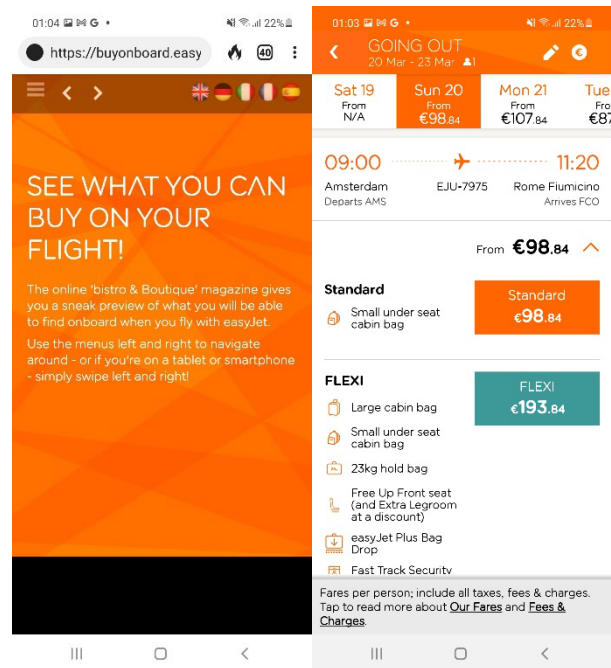 01:04 G • 22%
https://buyonboard.easy 40
SEE WHAT YOU CAN
BUY ON YOUR
FLIGHT!
The online 'bistro & Boutique' magazine gives
you a sneak preview of what you will be able
to find onboard when you fly with easyJet.
Use the menus left and right to navigate
around - or if you're on a tablet or smartphone
- simply swipe left and right!
01:03 G • 22%
GOING OUT
20 Mar - 23 Mar 1
€
Sat 19 Sun 20 Mon 21 Tue
From From From Fro
N/A €98.84 €107.84 €87
09:00 11:20
Amsterdam EJU-7975 Rome Fiumicino
Departs AMS Arrives FCO
From €98.84
Standard
Small under seat
cabin bag
Standard
€98.84
FLEXI
FLEXI
€193.84
Large cabin bag
Small under seat
cabin bag
23kg hold bag
Free Up Front seat
(and Extra Legroom
at a discount)
easyJet Plus Bag
Drop
Fast Track Security
Fares per person; include all taxes, fees & charges.
Tap to read more about Our Fares and Fees &
Charges.